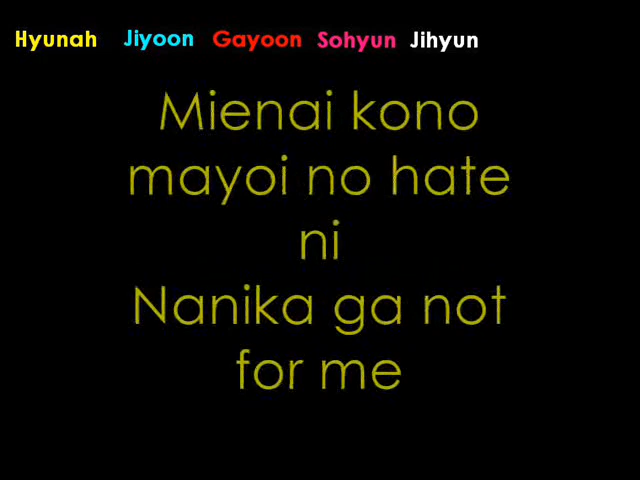 Hyunah Jiyoon Gayoon Sohyun Jihyun
Mienai kono
mayoi no hate
ni
Nanika ga not
for me